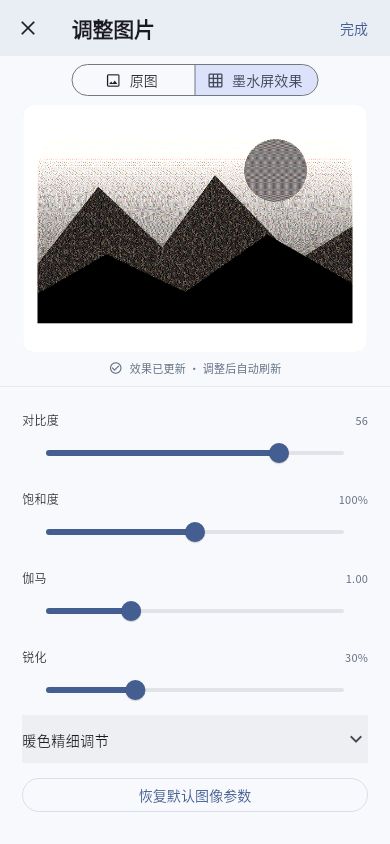 调整图片
完成
原图
墨水屏效果
效果已更新 · 调整后自动刷新
对比度
56
饱和度
100%
伽马
1.00
锐化
30%
暖色精细调节
恢复默认图像参数